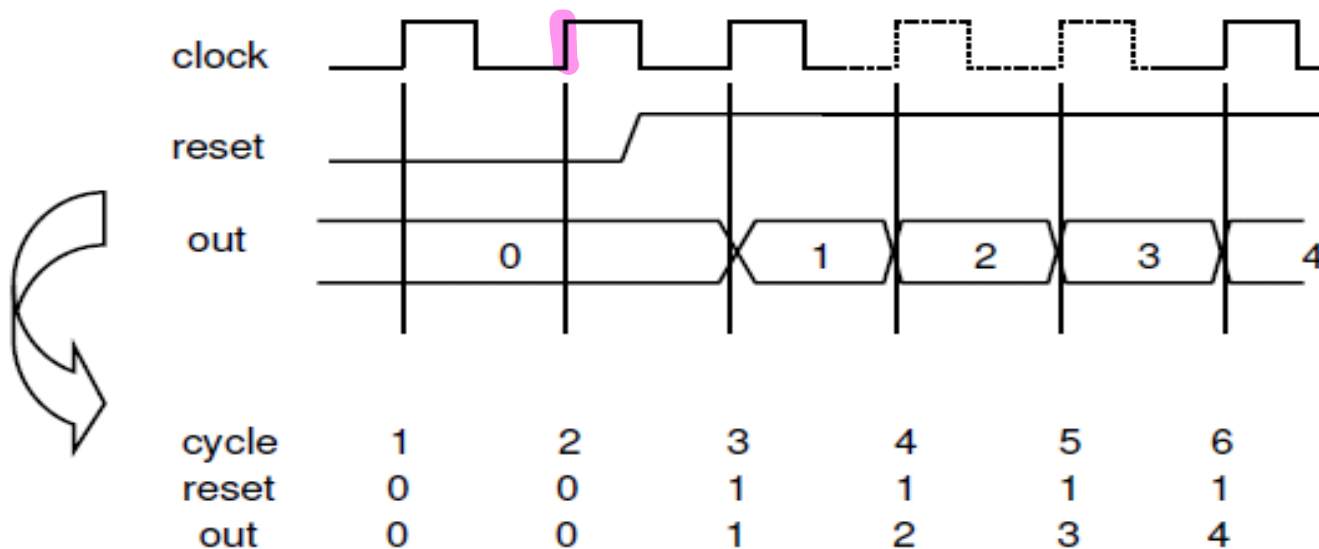 clock
reset
out 0 1 2 3 4
cycle 1 2 3 4 5 6
reset 0 0 1 1 1 1
out 0 0 1 2 3 4